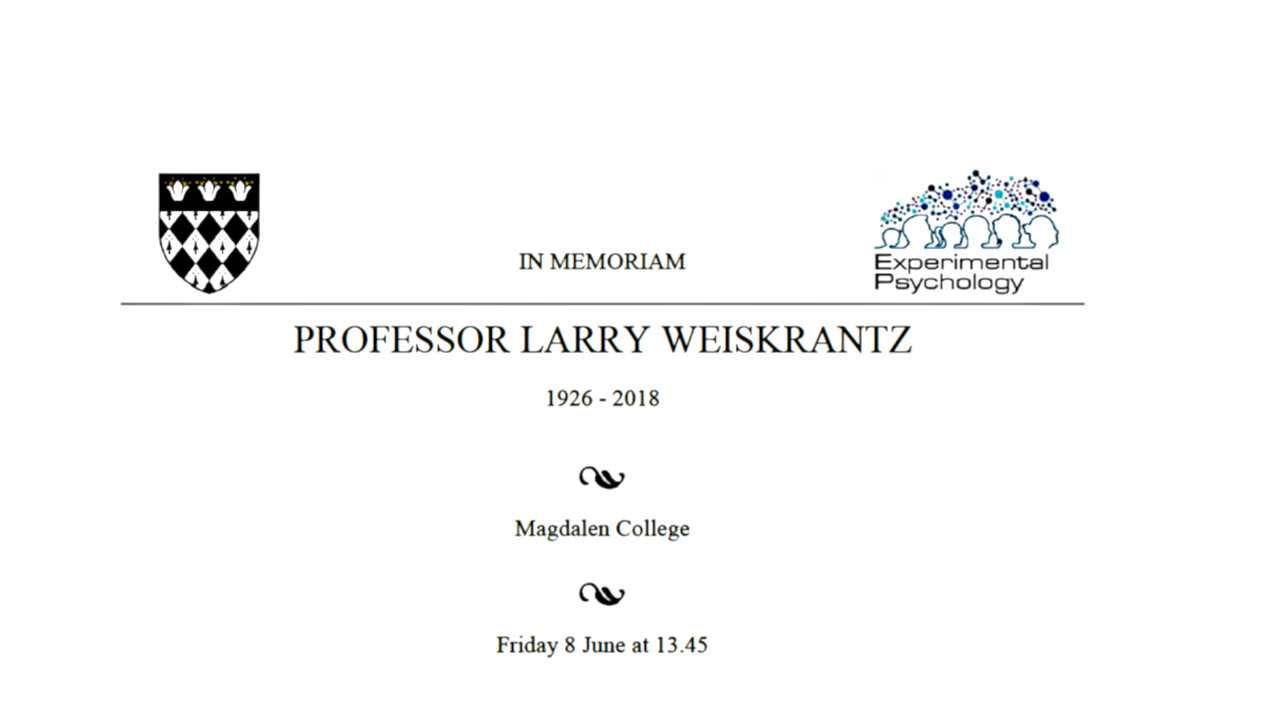 IN MEMORIAM
Experimental
Psychology
PROFESSOR LARRY WEISKRANTZ
1926 - 2018
Magdalen College
Friday 8 June at 13.45